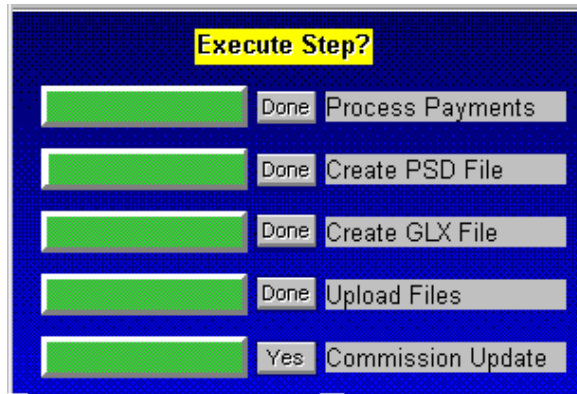 Execute Step?
Done Process Payments
Done Create PSD File
Done Create GLX File
Done Upload Files
Yes Commission Update